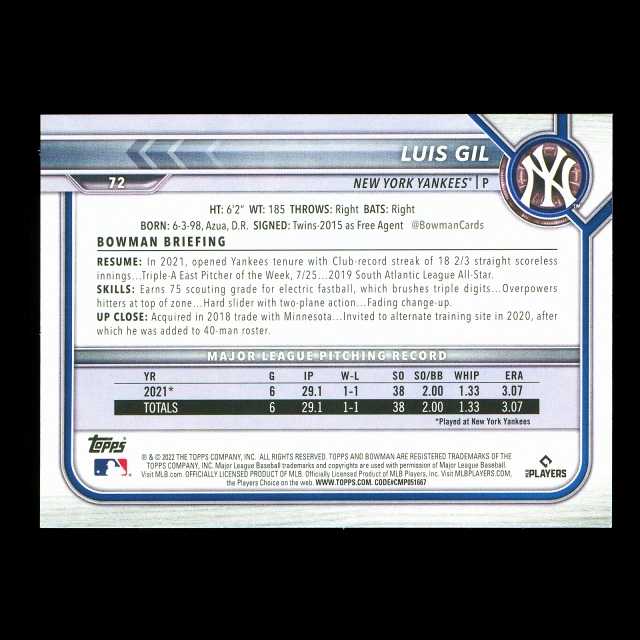 LUIS GIL
72
NEW YORK YANKEES® | P
NY
TM
HT: 6'2" WT: 185 THROWS: Right BATS: Right
BORN: 6-3-98, Azua, D.R. SIGNED: Twins-2015 as Free Agent @BowmanCards
BOWMAN BRIEFING
RESUME: In 2021, opened Yankees tenure with Club-record streak of 18 2/3 straight scoreless
innings...Triple-A East Pitcher of the Week, 7/25...2019 South Atlantic League All-Star.
SKILLS: Earns 75 scouting grade for electric fastball, which brushes triple digits...Overpowers
hitters at top of zone...Hard slider with two-plane action...Fading change-up.
UP CLOSE: Acquired in 2018 trade with Minnesota...Invited to alternate training site in 2020, after
which he was added to 40-man roster.
MAJOR LEAGUE PITCHING RECORD
YR G IP W-L SO SO/BB WHIP ERA
2021* 6 29.1 1-1 38 2.00 1.33 3.07
TOTALS 6 29.1 1-1 38 2.00 1.33 3.07
*Played at New York Yankees
Topps
® & © 2022 THE TOPPS COMPANY, INC. ALL RIGHTS RESERVED. TOPPS AND BOWMAN ARE REGISTERED TRADEMARKS OF THE
TOPPS COMPANY, INC. Major League Baseball trademarks and copyrights are used with permission of Major League Baseball.
Visit MLB.com. OFFICIALLY LICENSED PRODUCT OF MLB. Officially Licensed Product of MLB Players, Inc. Visit MLBPLAYERS.COM,
the Players Choice on the web. WWW.TOPPS.COM. CODE#CMP051667
MLB PLAYERS